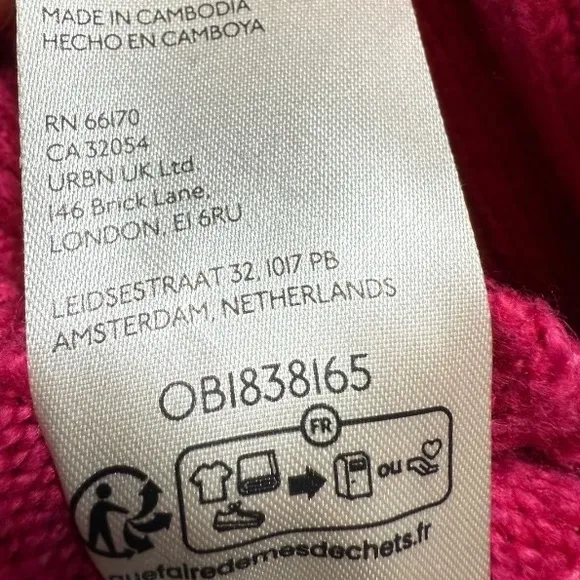 MADE IN CAMBODIA
HECHO EN CAMBOYA
RN 66170
CA 32054
URBN UK Ltd.
146 Brick Lane,
LONDON, E1 6RU
LEIDSESTRAAT 32, 1017 PB
AMSTERDAM, NETHERLANDS
OB1838165
FR
ou
quefairedemesdechets.fr